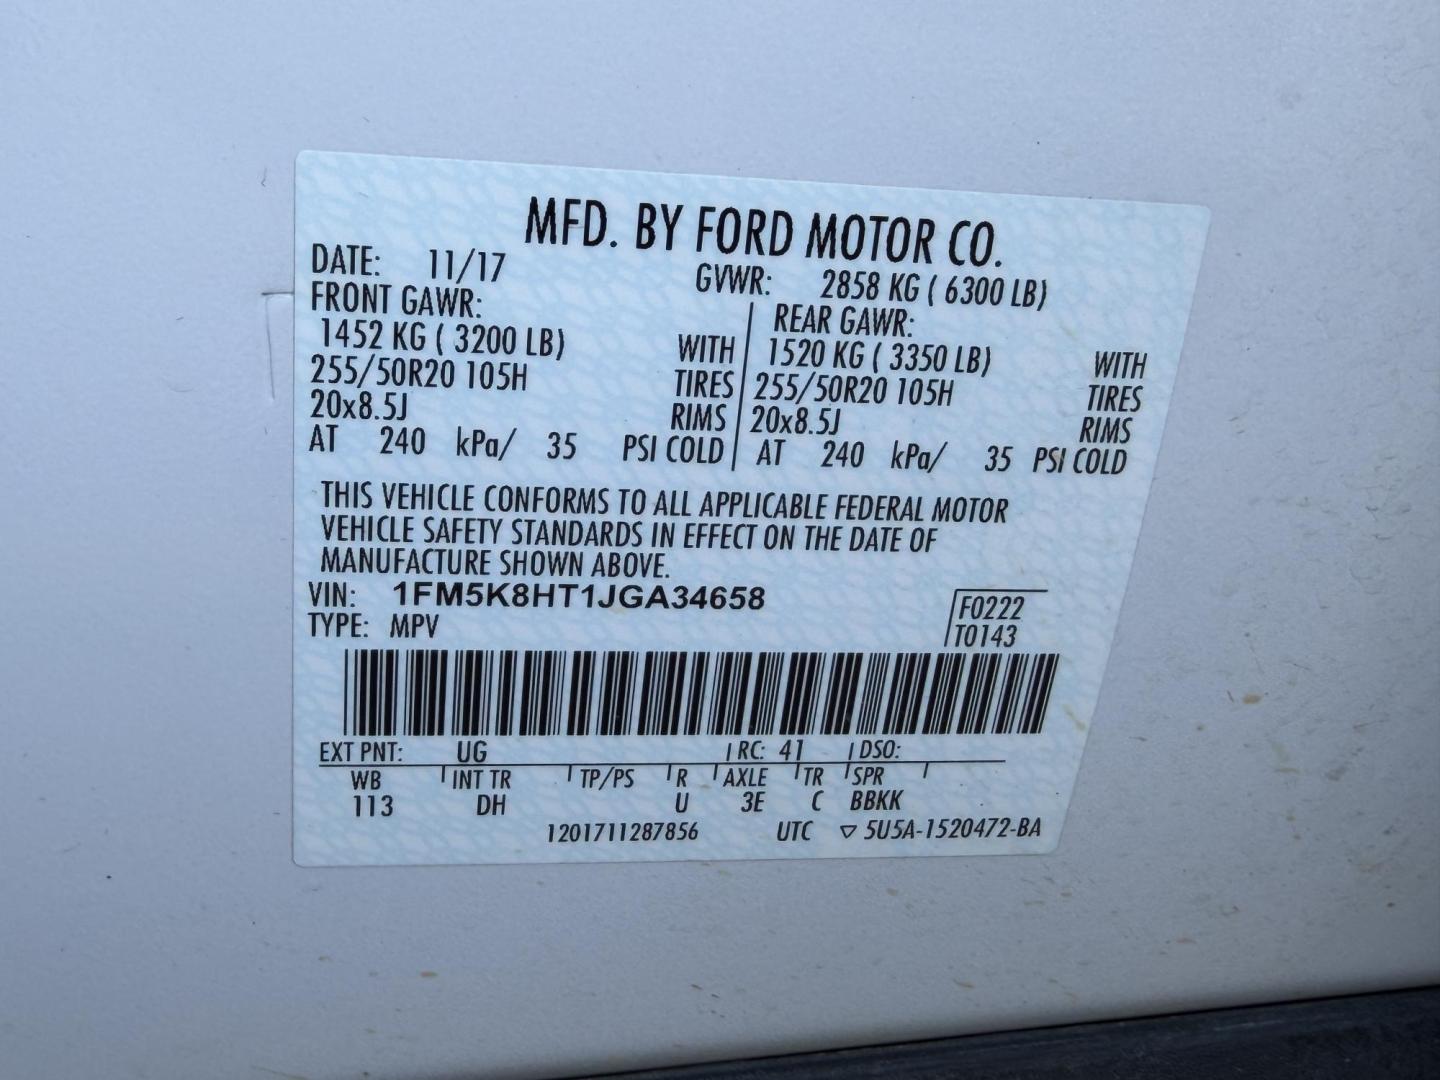 MFD. BY FORD MOTOR CO.
DATE: 11/17 GVWR: 2858 KG ( 6300 LB)
FRONT GAWR: REAR GAWR:
1452 KG ( 3200 LB) WITH 1520 KG ( 3350 LB) WITH
255/50R20 105H TIRES 255/50R20 105H TIRES
20x8.5J RIMS 20x8.5J RIMS
AT 240 kPa/ 35 PSI COLD AT 240 kPa/ 35 PSI COLD
THIS VEHICLE CONFORMS TO ALL APPLICABLE FEDERAL MOTOR
VEHICLE SAFETY STANDARDS IN EFFECT ON THE DATE OF
MANUFACTURE SHOWN ABOVE.
VIN: 1FM5K8HT1JGA34658 F0222
TYPE: MPV T0143
EXT PNT: UG RC: 41 DSO:
WB INT TR TP/PS R AXLE TR SPR
113 DH U 3E C BBKK
1201711287856 UTC ▽ 5U5A-1520472-BA